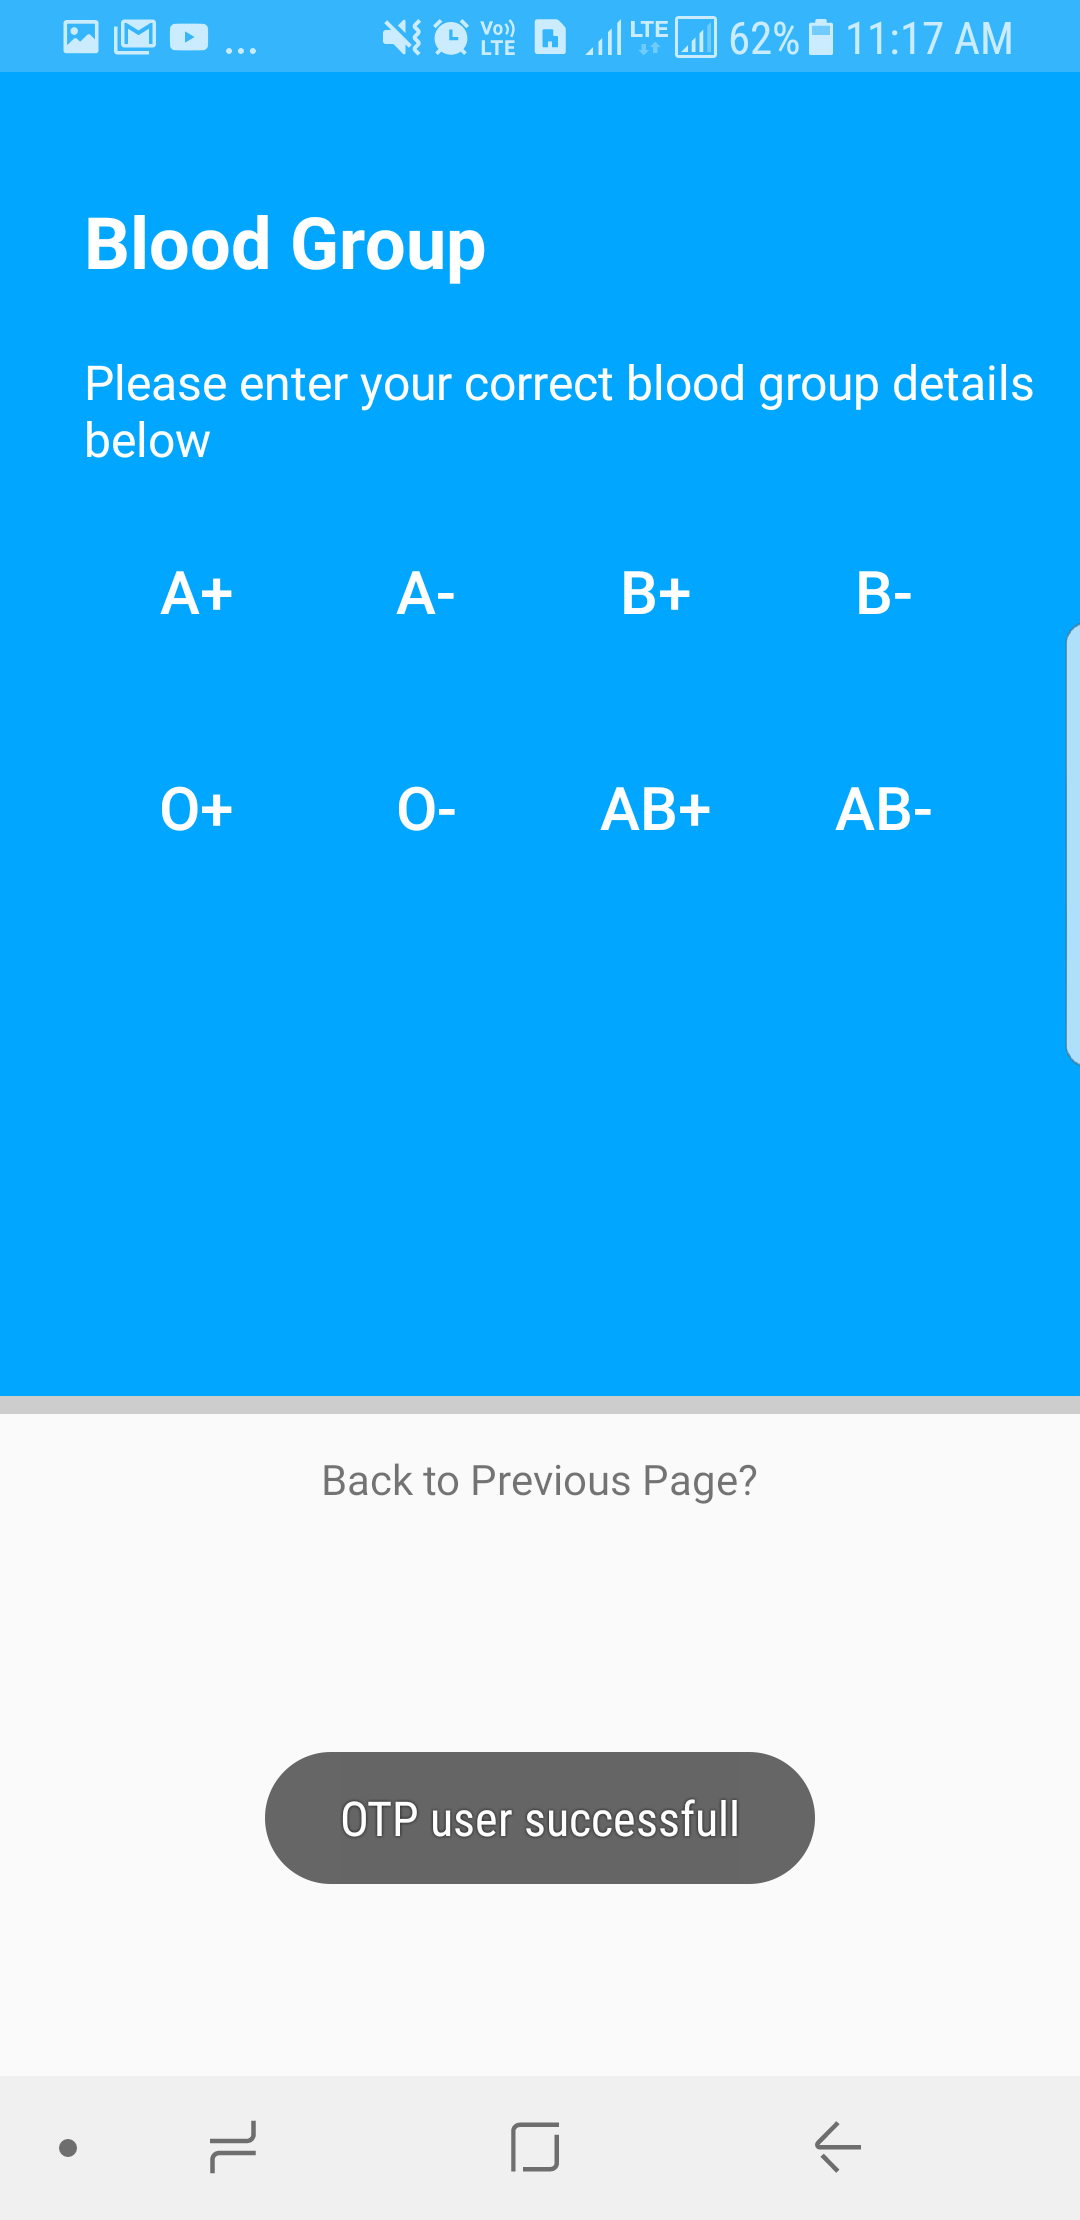 ... Vo)) LTE LTE 62% 11:17 AM
Blood Group
Please enter your correct blood group details
below
A+ A- B+ B-
O+ O- AB+ AB-
Back to Previous Page?
OTP user successfull